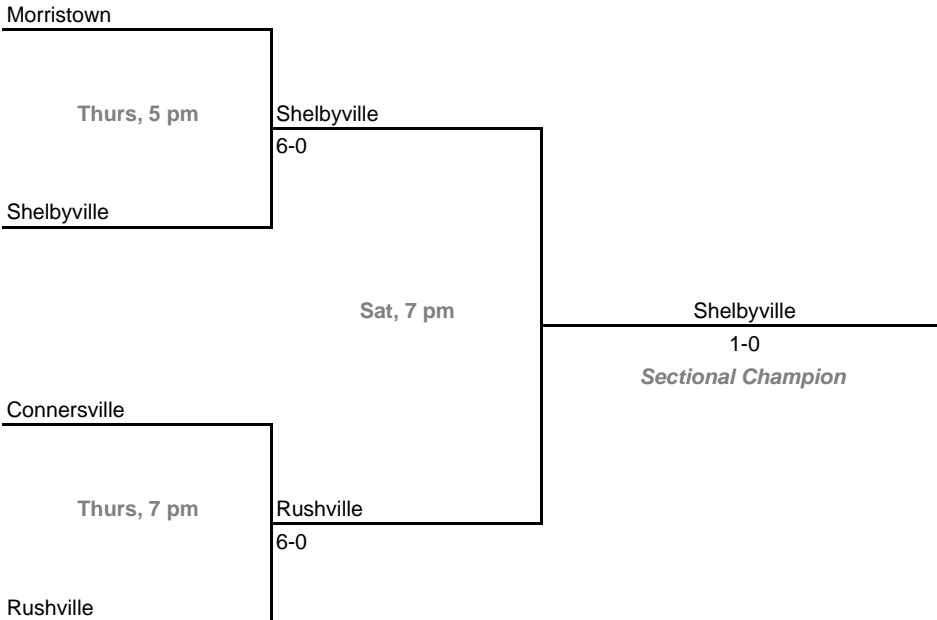 Morristown
Thurs, 5 pm
Shelbyville
6-0
Shelbyville
Sat, 7 pm
Shelbyville
1-0
Sectional Champion
Connersville
Thurs, 7 pm
Rushville
6-0
Rushville